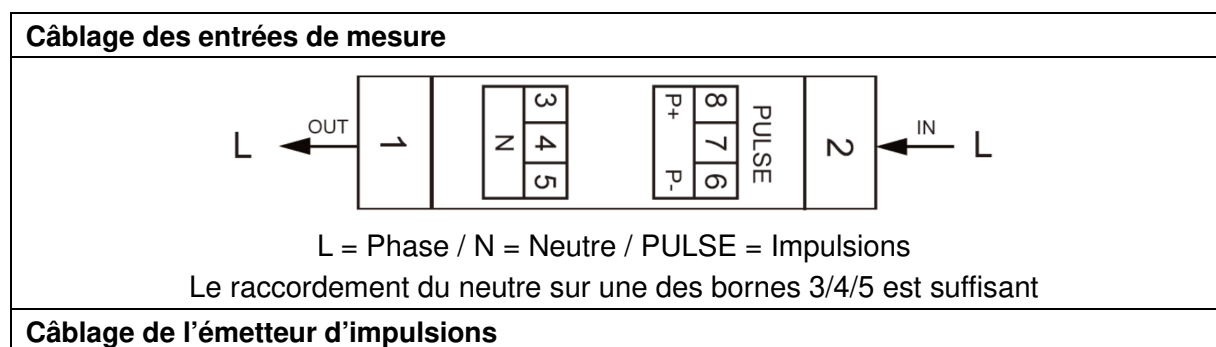 Câblage des entrées de mesure
L
OUT
1
N
3
4
5
P+
P-
8
7
6
PULSE
2
IN
L
L = Phase / N = Neutre / PULSE = Impulsions
Le raccordement du neutre sur une des bornes 3/4/5 est suffisant
Câblage de l'émetteur d'impulsions